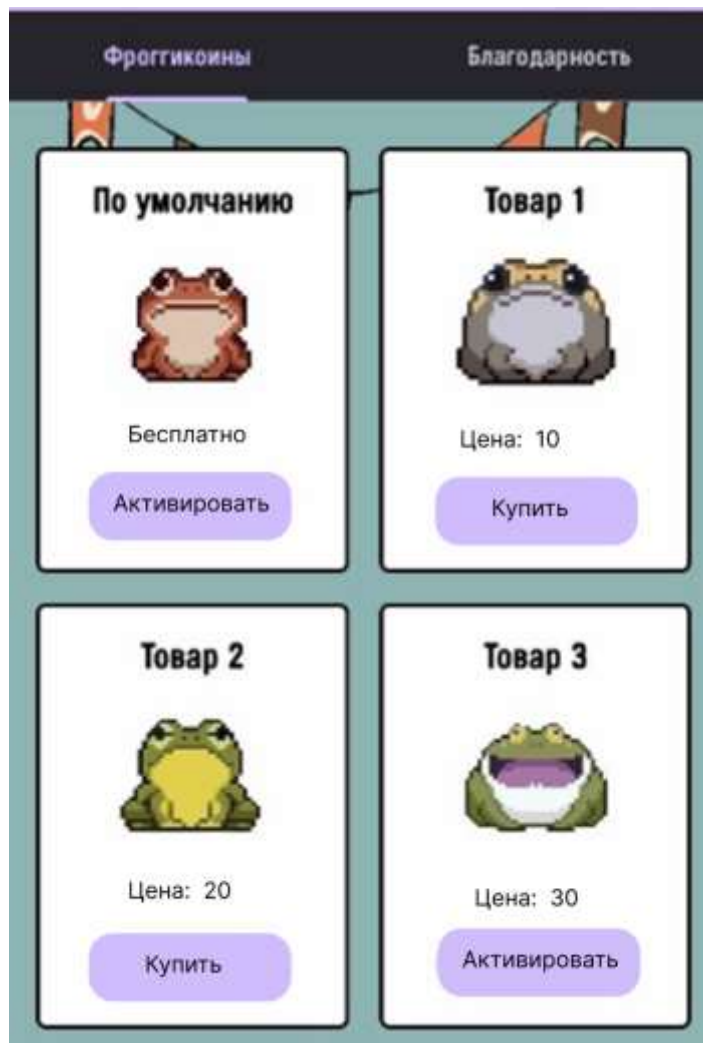 Фроггикоины
Благодарность
По умолчанию
Бесплатно
Активировать
Товар 1
Цена: 10
Купить
Товар 2
Цена: 20
Купить
Товар 3
Цена: 30
Активировать